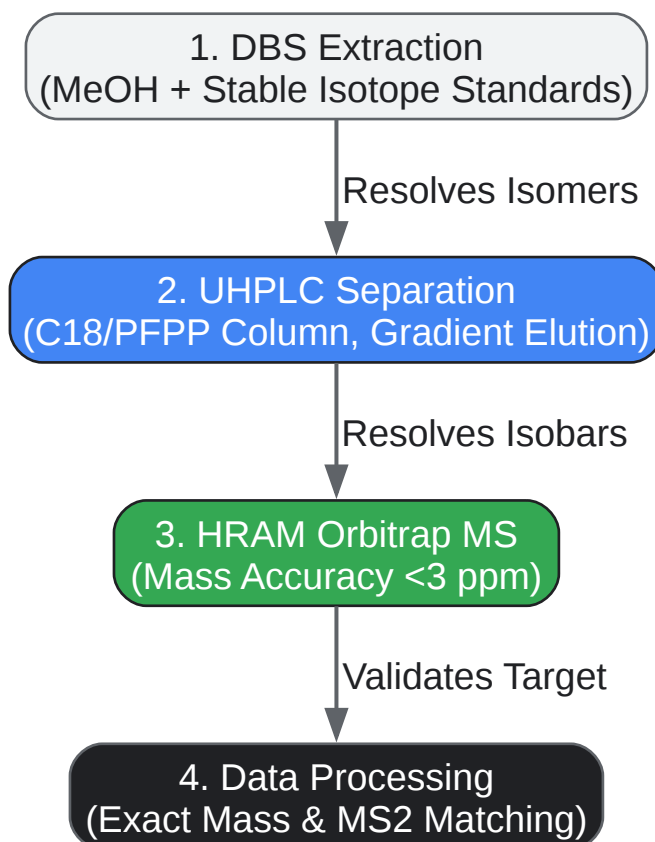 1. DBS Extraction
(MeOH + Stable Isotope Standards)
Resolves Isomers
2. UHPLC Separation
(C18/PFPP Column, Gradient Elution)
Resolves Isobars
3. HRAM Orbitrap MS
(Mass Accuracy <3 ppm)
Validates Target
4. Data Processing
(Exact Mass & MS2 Matching)